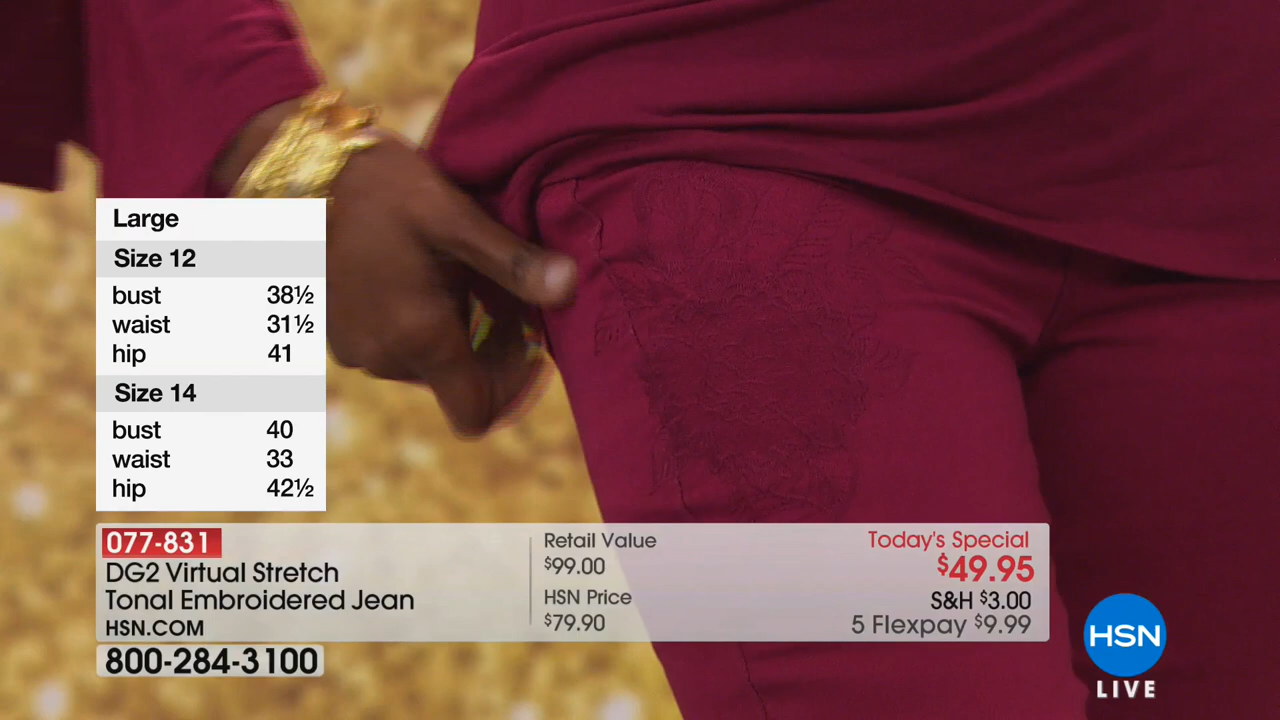 Large
Size 12
bust 38½
waist 31½
hip 41
Size 14
bust 40
waist 33
hip 42½
077-831
DG2 Virtual Stretch
Tonal Embroidered Jean
HSN.COM
800-284-3100
Retail Value
$99.00
HSN Price
$79.90
Today's Special
$49.95
S&H $3.00
5 Flexpay $9.99
HSN
LIVE